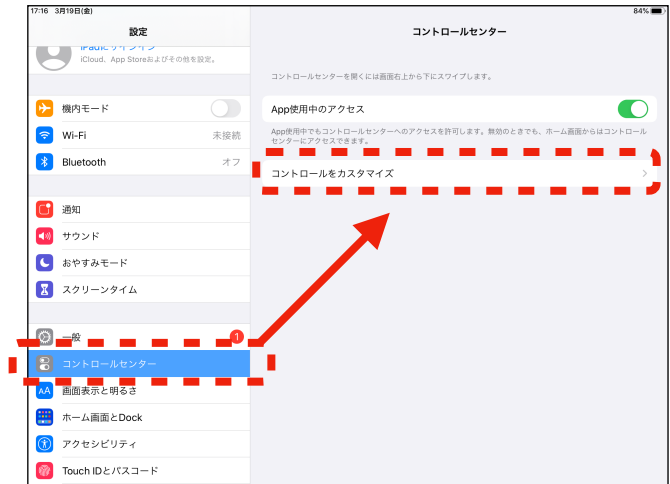 17:16 3月19日(金)
84%
設定
iPadにサインイン
iCloud、App Storeおよびその他を設定。
機内モード
Wi-Fi 未接続
Bluetooth オフ
通知
サウンド
おやすみモード
スクリーンタイム
一般 1
コントロールセンター
画面表示と明るさ
ホーム画面とDock
アクセシビリティ
Touch IDとパスコード
コントロールセンター
コントロールセンターを開くには画面右上から下にスワイプします。
App使用中のアクセス
App使用中でもコントロールセンターへのアクセスを許可します。無効のときでも、ホーム画面からはコントロール
センターにアクセスできます。
コントロールをカスタマイズ